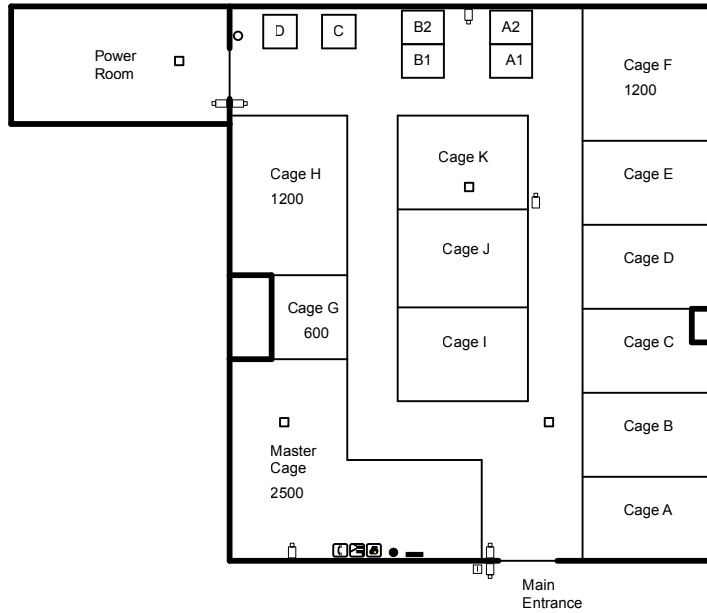 D
C
B2
A2
B1
A1
Power
Room
Cage F
1200
Cage K
Cage H
1200
Cage E
Cage J
Cage D
Cage G
600
Cage I
Cage C
Cage B
Master
Cage
2500
Cage A
Main
Entrance